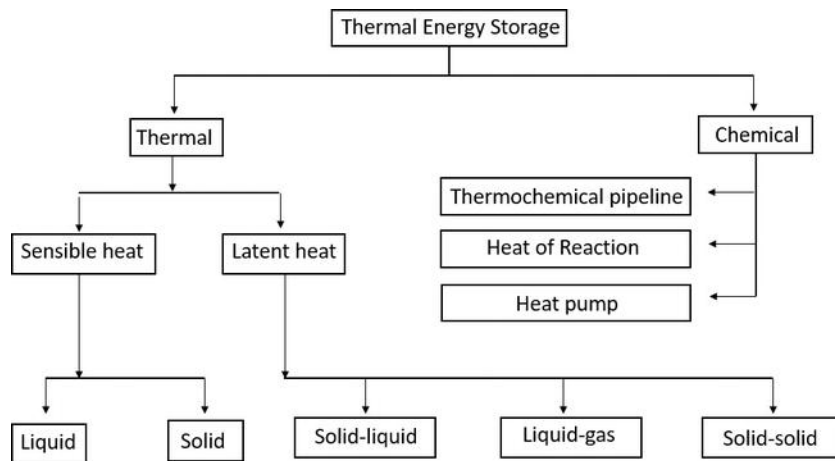 Thermal Energy Storage
Thermal
Chemical
Thermochemical pipeline
Sensible heat
Latent heat
Heat of Reaction
Heat pump
Liquid
Solid
Solid-liquid
Liquid-gas
Solid-solid